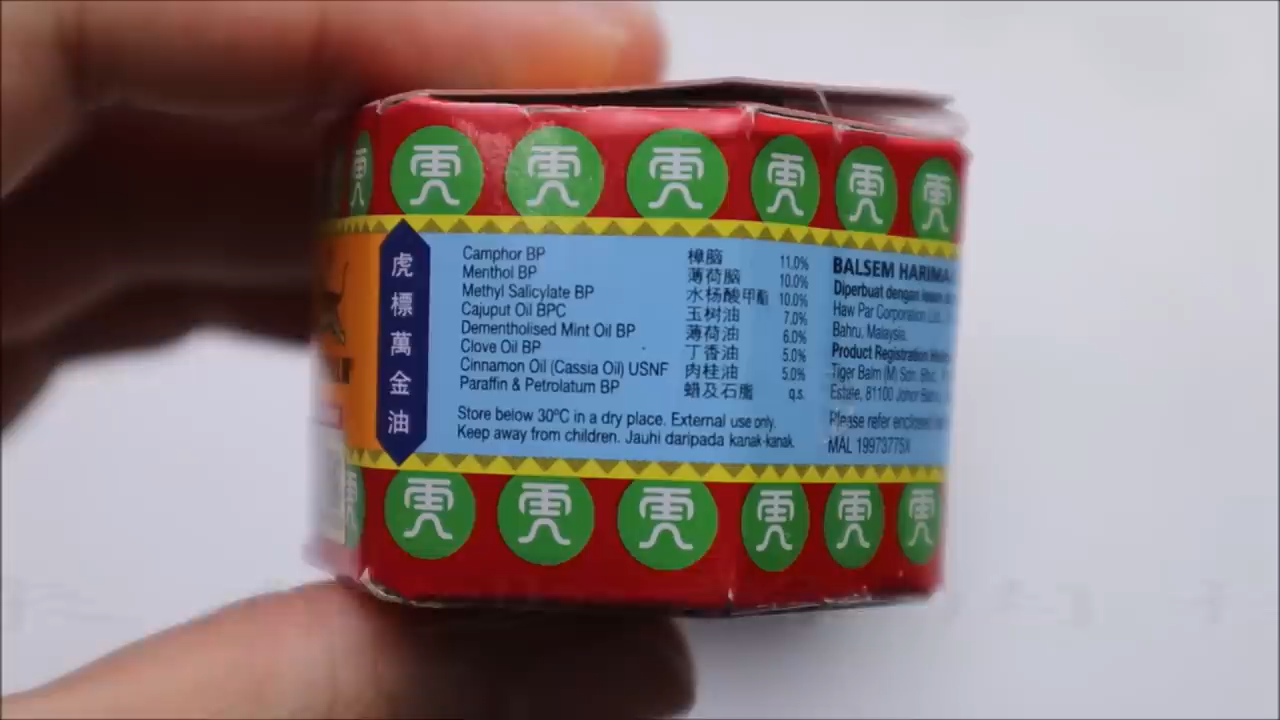 虎標萬金油
Camphor BP 樟脑 11.0%
Menthol BP 薄荷脑 10.0%
Methyl Salicylate BP 水杨酸甲酯 10.0%
Cajuput Oil BPC 玉树油 7.0%
Dementholised Mint Oil BP 薄荷油 6.0%
Clove Oil BP 丁香油 5.0%
Cinnamon Oil (Cassia Oil) USNF 肉桂油 5.0%
Paraffin & Petrolatum BP 蜡及石脂 q.s.
Store below 30ºC in a dry place. External use only.
Keep away from children. Jauhi daripada kanak-kanak.
BALSEM HARIMAU
Diperbuat dengan
Haw Par Corporation Ltd.,
Bahru, Malaysia.
Product Registration
Tiger Balm (M) Sdn. Bhd.
Estate, 81100 Johor
Please refer enclosed
MAL 19973775X